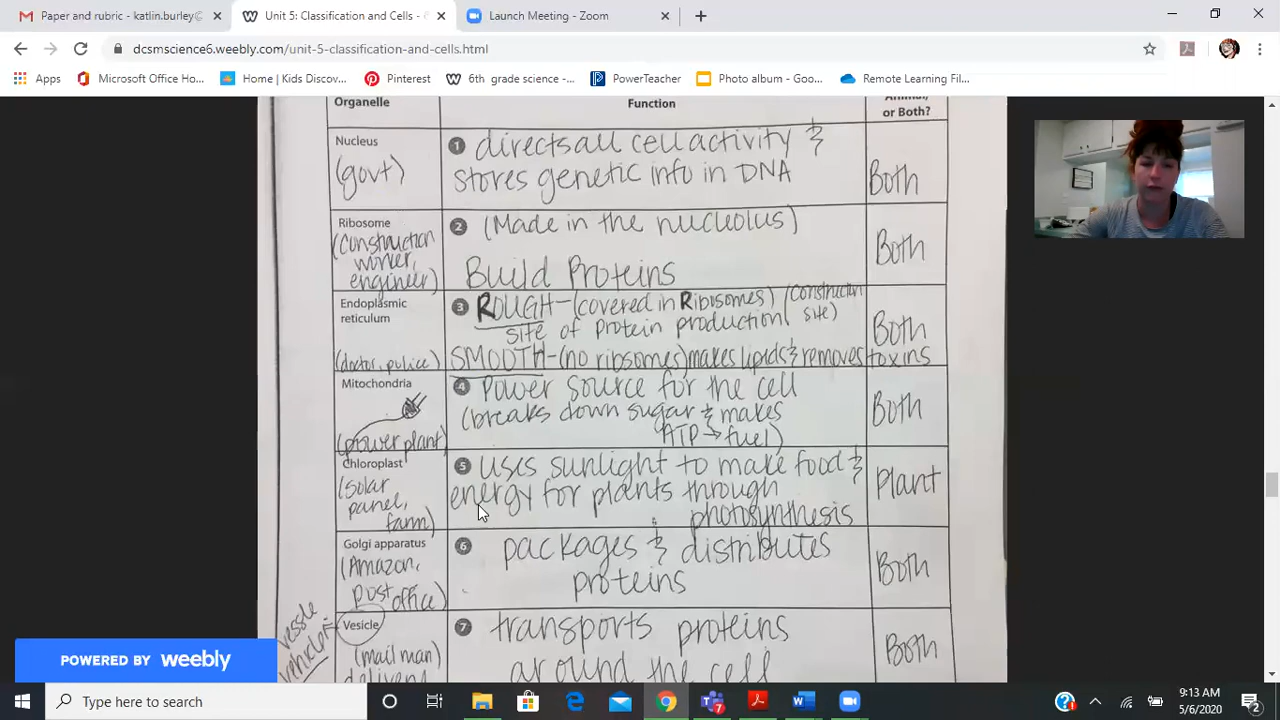 Paper and rubric - katlin.burley@
Unit 5: Classification and Cells -
Launch Meeting - Zoom
dcsmscience6.weebly.com/unit-5-classification-and-cells.html
Apps
Microsoft Office Ho...
Home | Kids Discov...
Pinterest
6th grade science -...
PowerTeacher
Photo album - Goo...
Remote Learning Fil...
Organelle
Function
Animal,
or Both?
Nucleus
(govt)
1 directs all cell activity &
stores genetic info in DNA
Both
Ribosome
(Construction
worker,
engineer)
2 (Made in the nucleolus)
Build Proteins
Both
Endoplasmic
reticulum
(doctor, police)
3 ROUGH-(covered in Ribosomes) (Construction
site of Protein production. site)
SMOOTH-(no ribsomes) makes lipids & removes toxins
Both
Mitochondria
(power plant)
4 Power source for the cell
(breaks down sugar & makes
ATP → fuel)
Both
Chloroplast
(solar
panel,
farm)
5 uses sunlight to make food &
energy for plants through
photosynthesis
Plant
Golgi apparatus
(Amazon,
post office)
6 packages & distributes
proteins
Both
vessle
vehicle
Vesicle
(mail man)
7 transports proteins
around the cell
Both
POWERED BY weebly
Type here to search
9:13 AM
5/6/2020